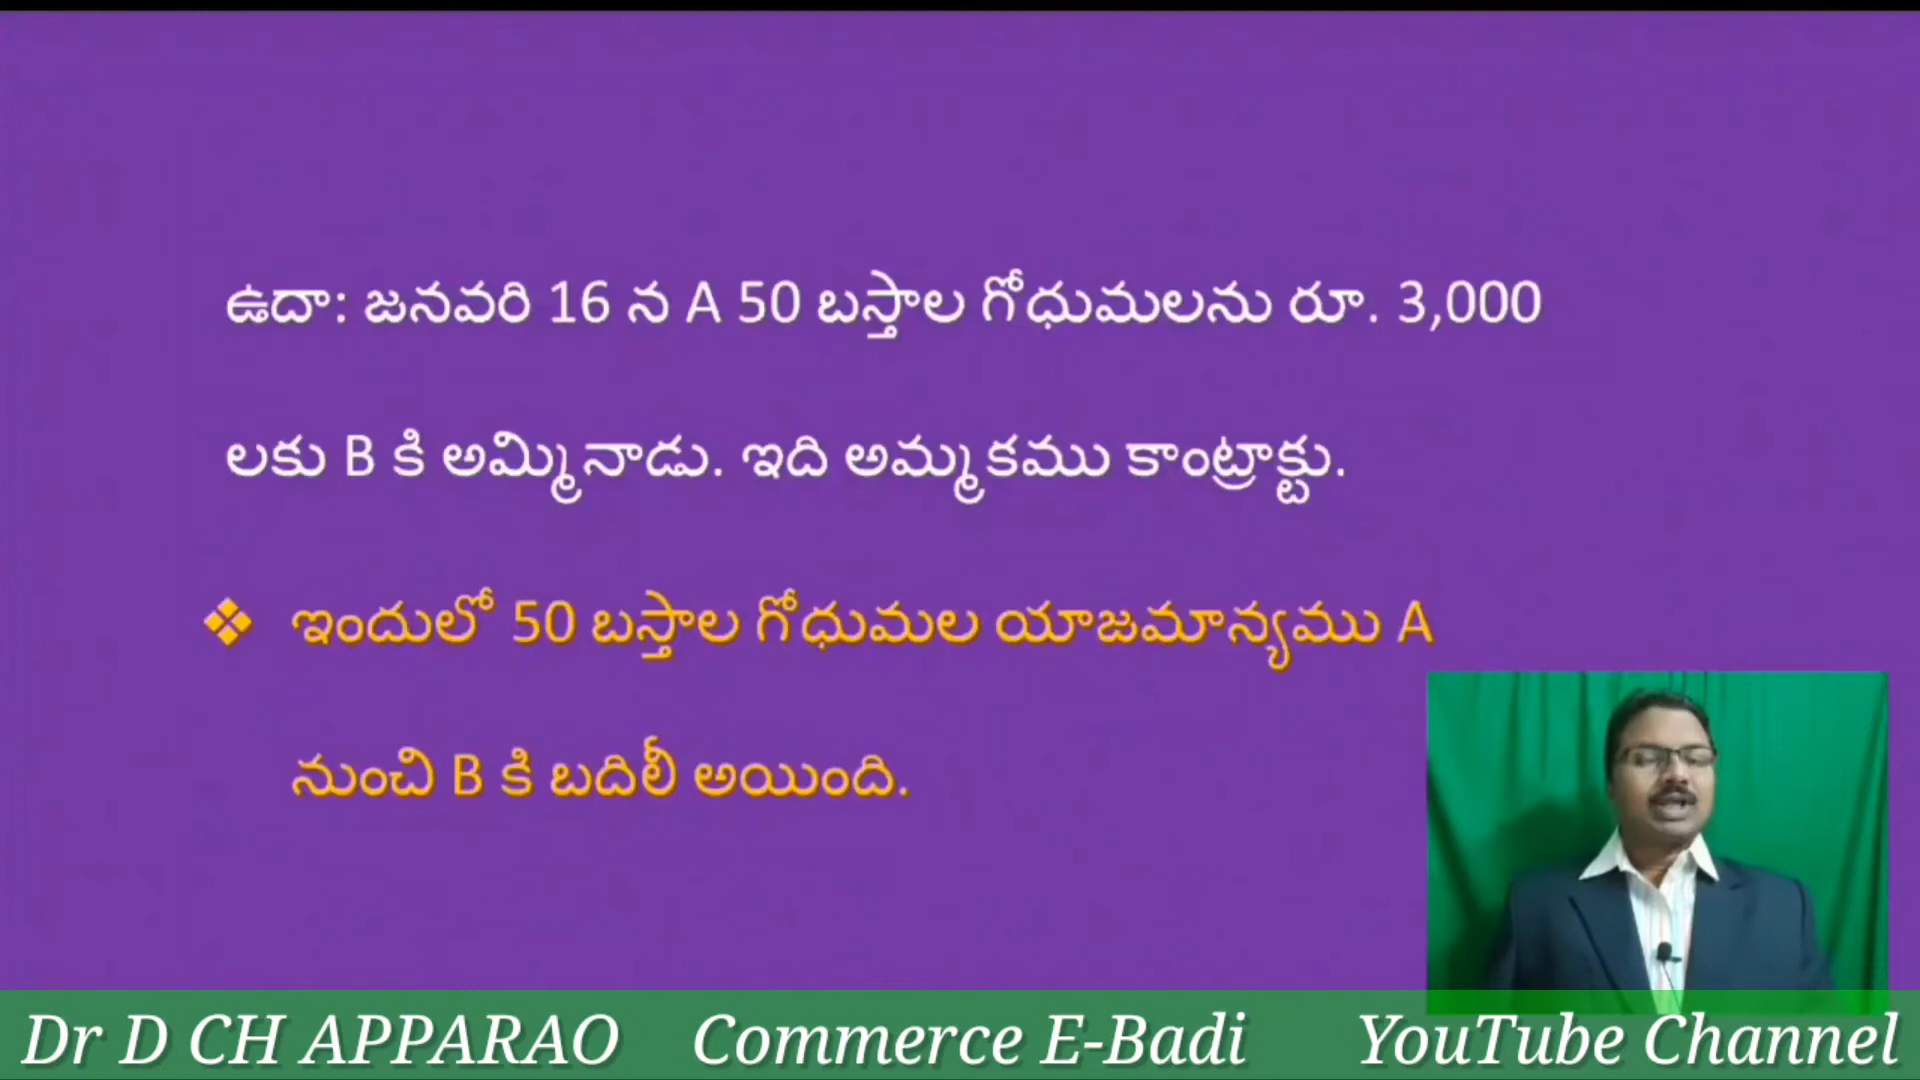 ఉదా: జనవరి 16 న A 50 బస్తాల గోధుమలను రూ. 3,000
లకు B కి అమ్మినాడు. ఇది అమ్మకము కాంట్రాక్టు.
❖ ఇందులో 50 బస్తాల గోధుమల యాజమాన్యము A
నుంచి B కి బదిలీ అయింది.
Dr D CH APPARAO Commerce E-Badi YouTube Channel